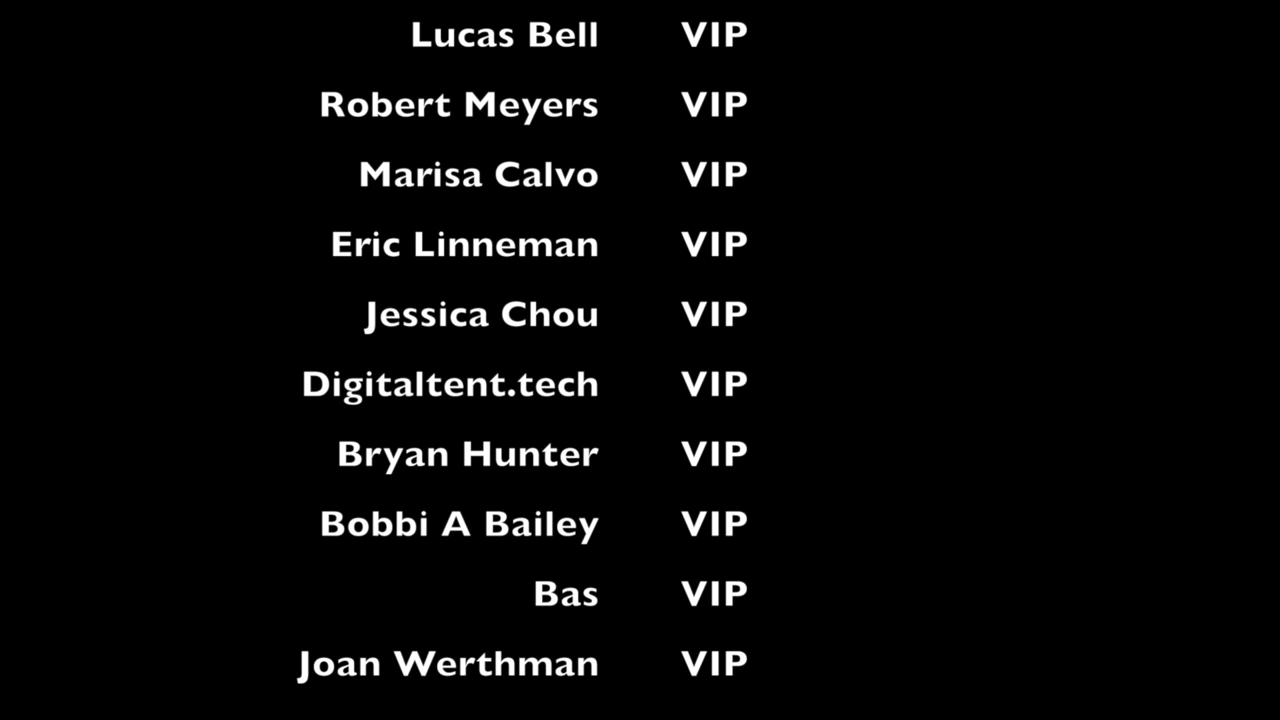 Lucas Bell VIP
Robert Meyers VIP
Marisa Calvo VIP
Eric Linneman VIP
Jessica Chou VIP
Digitaltent.tech VIP
Bryan Hunter VIP
Bobbi A Bailey VIP
Bas VIP
Joan Werthman VIP